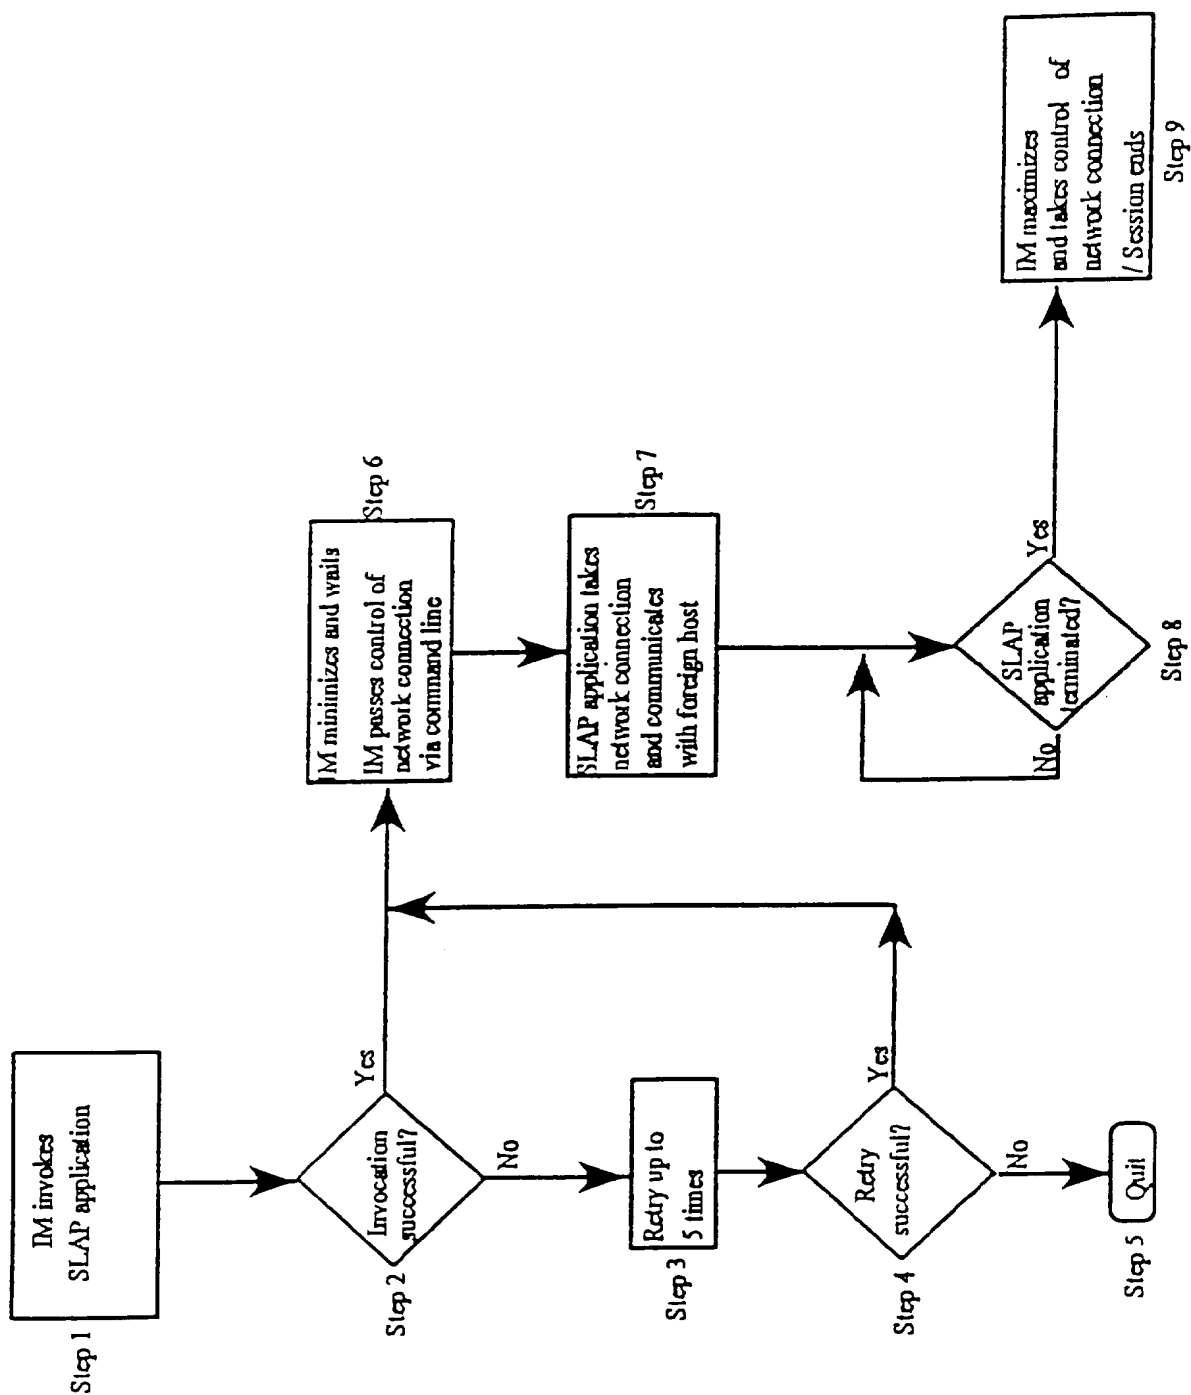 Step 1
IM invokes
SLAP application
Step 2
Invocation
successful?
Yes
No
Step 3
Retry up to
5 times
Step 4
Retry
successful?
Yes
No
Step 5
Quit
Step 6
IM minimizes and waits
IM passes control of
network connection
via command line
Step 7
SLAP application takes
network connection
and communicates
with foreign host
Step 8
SLAP
application
terminated?
No
Yes
Step 9
IM maximizes
and takes control of
network connection
/ Session ends